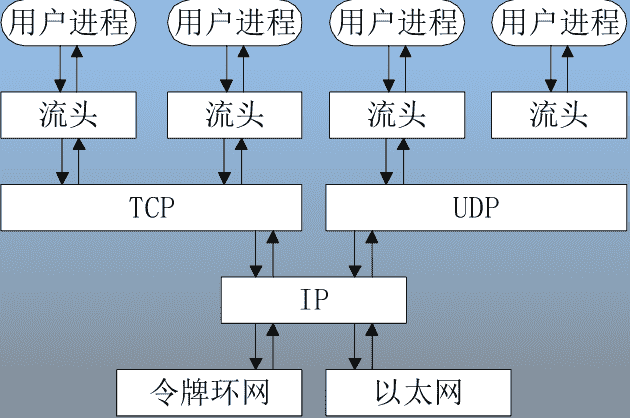 用户进程 用户进程 用户进程 用户进程
流头 流头 流头 流头
TCP UDP
IP
令牌环网 以太网